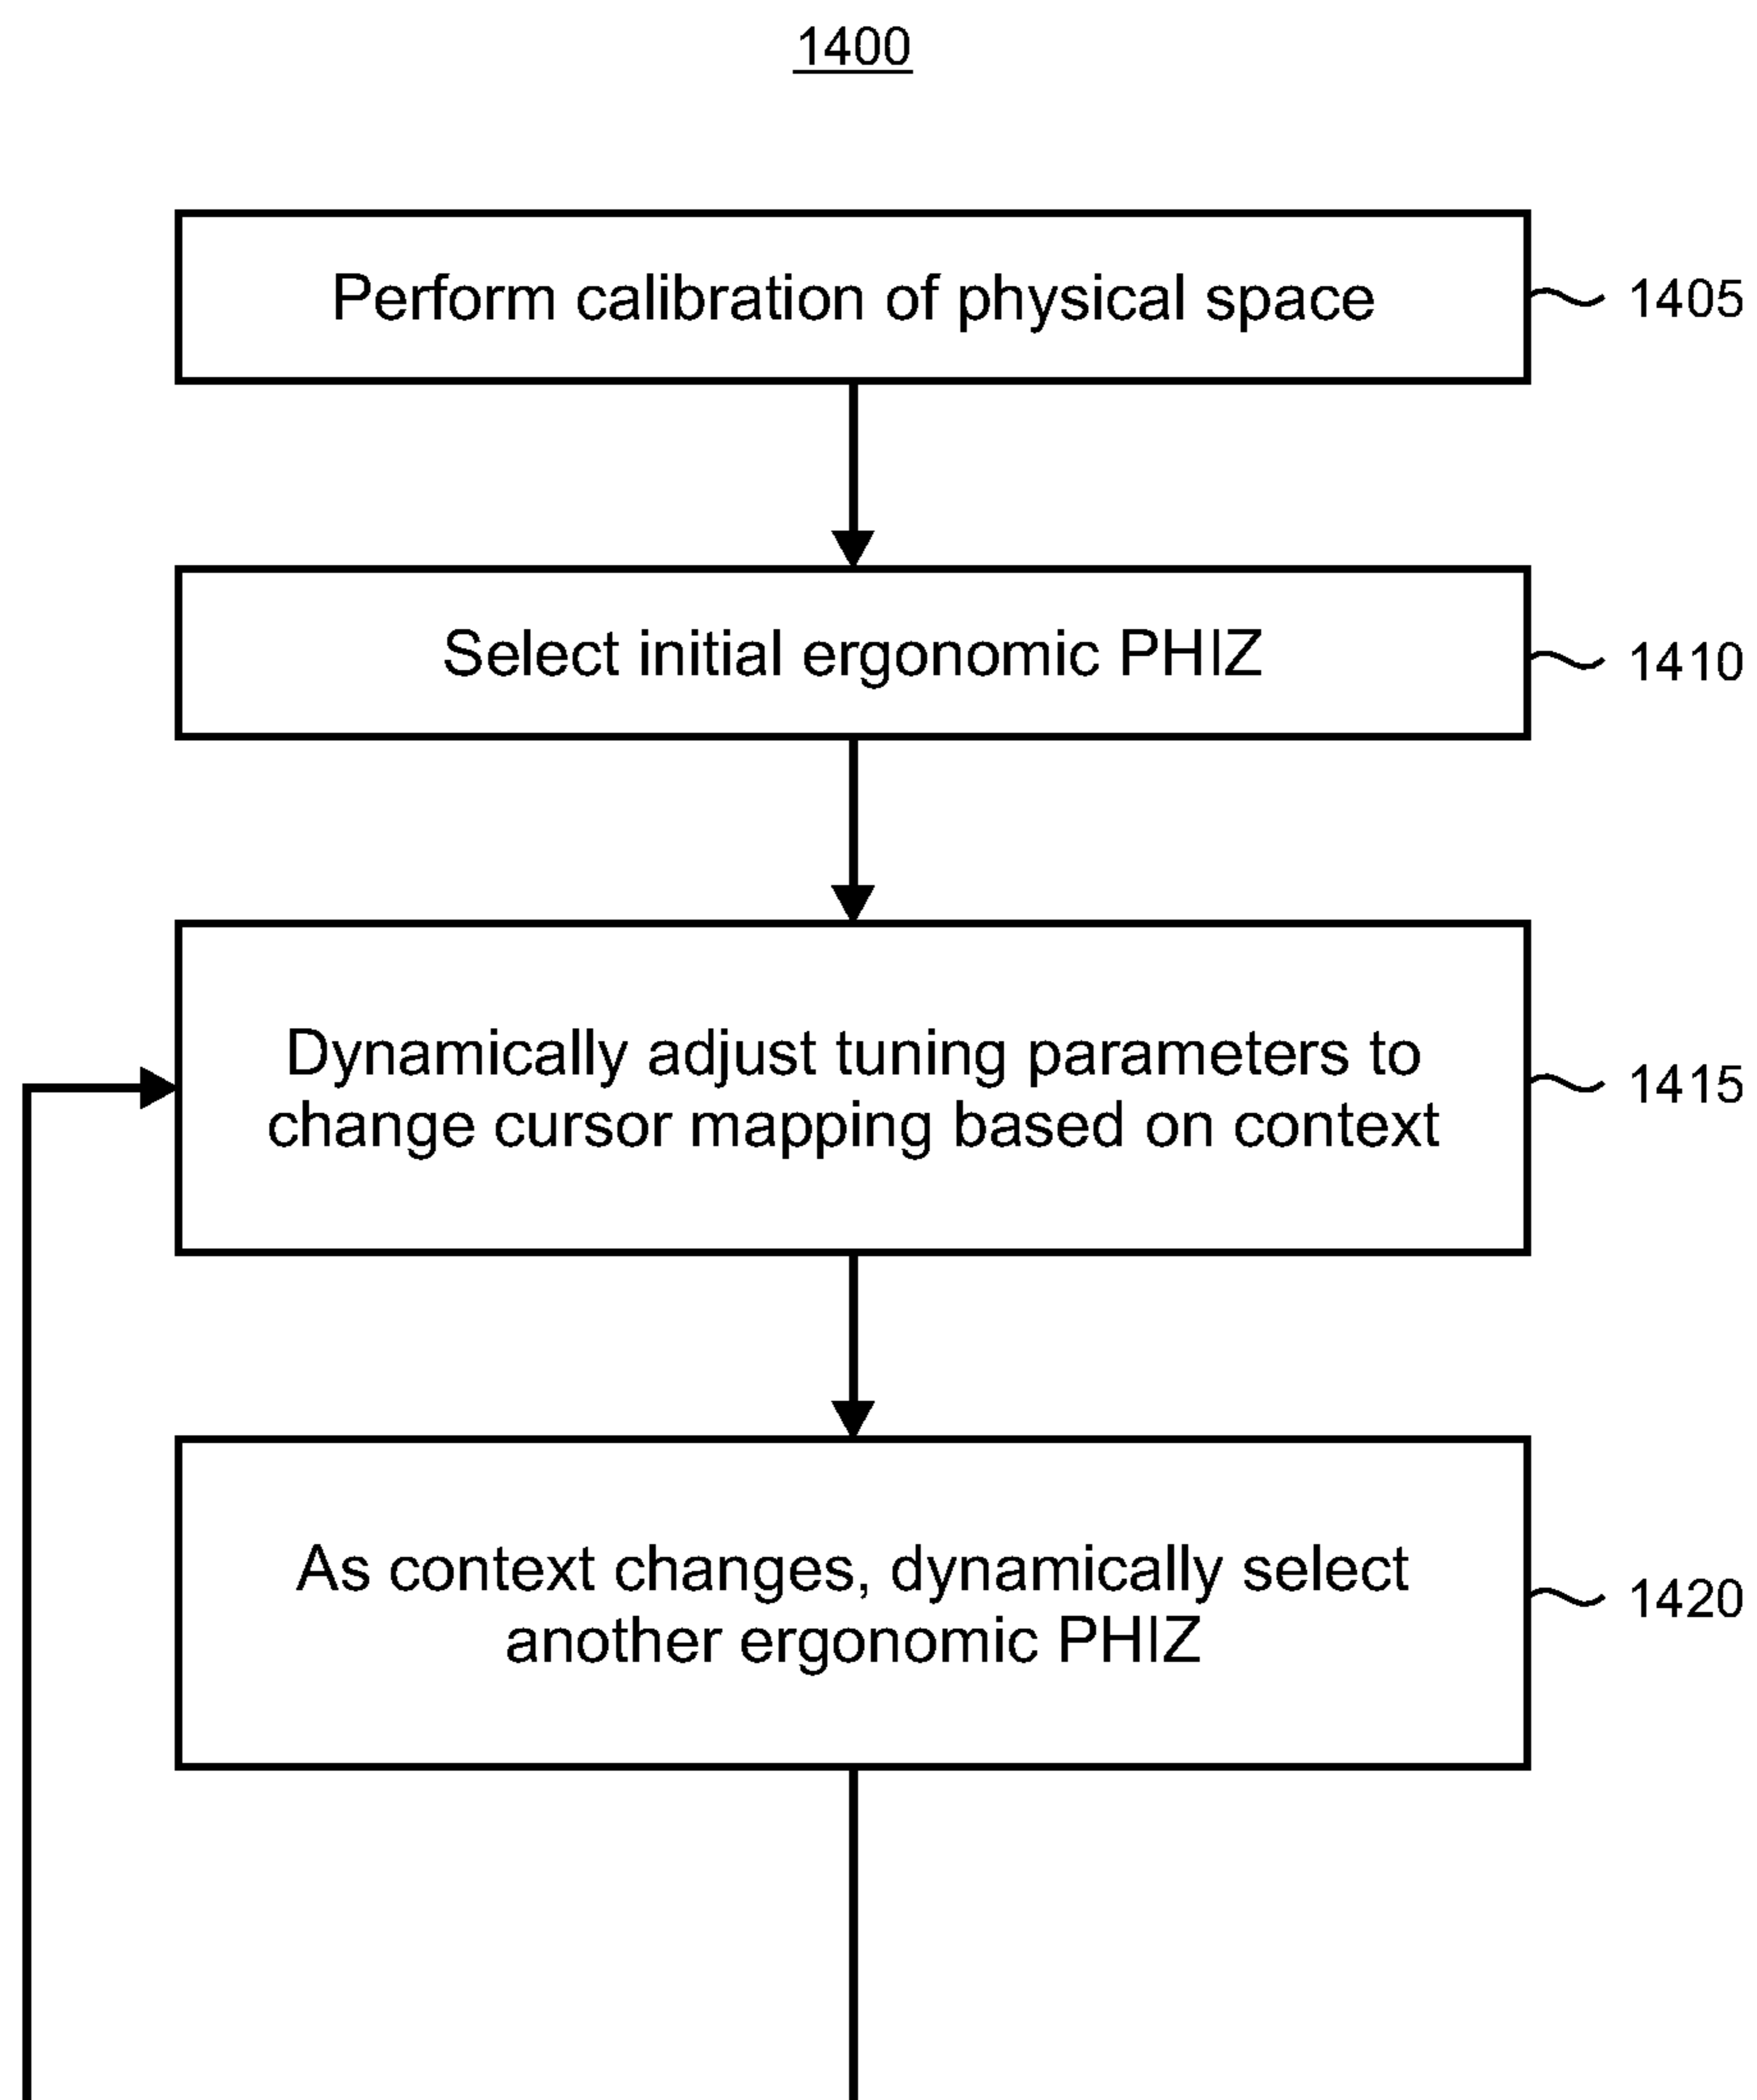 1400
Perform calibration of physical space
1405
Select initial ergonomic PHIZ
1410
Dynamically adjust tuning parameters to
change cursor mapping based on context
1415
As context changes, dynamically select
another ergonomic PHIZ
1420